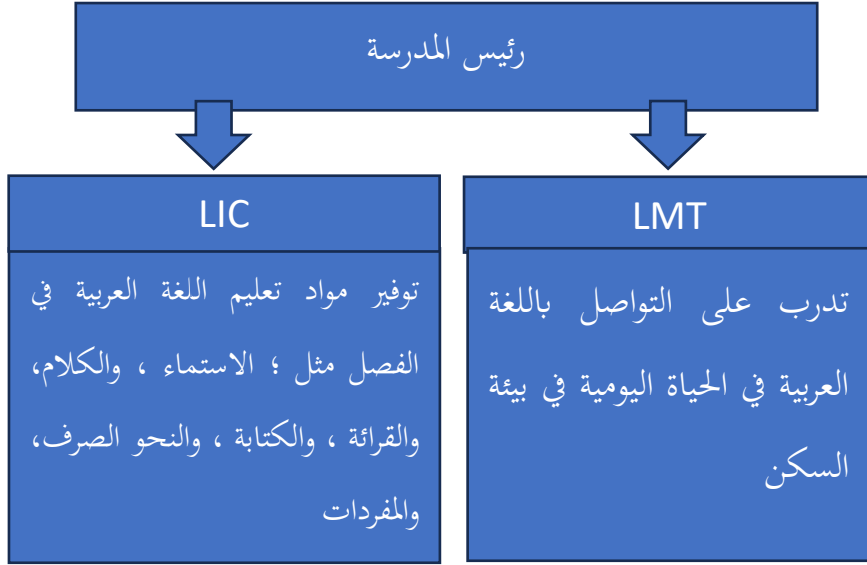 رئيس المدرسة
LMT
تدرب على التواصل باللغة
العربية في الحياة اليومية في بيئة
السكن
LIC
توفير مواد تعليم اللغة العربية في
الفصل مثل ؛ الاستماء ، والكلام،
والقرائة ، والكتابة ، والنحو الصرف،
والمفردات